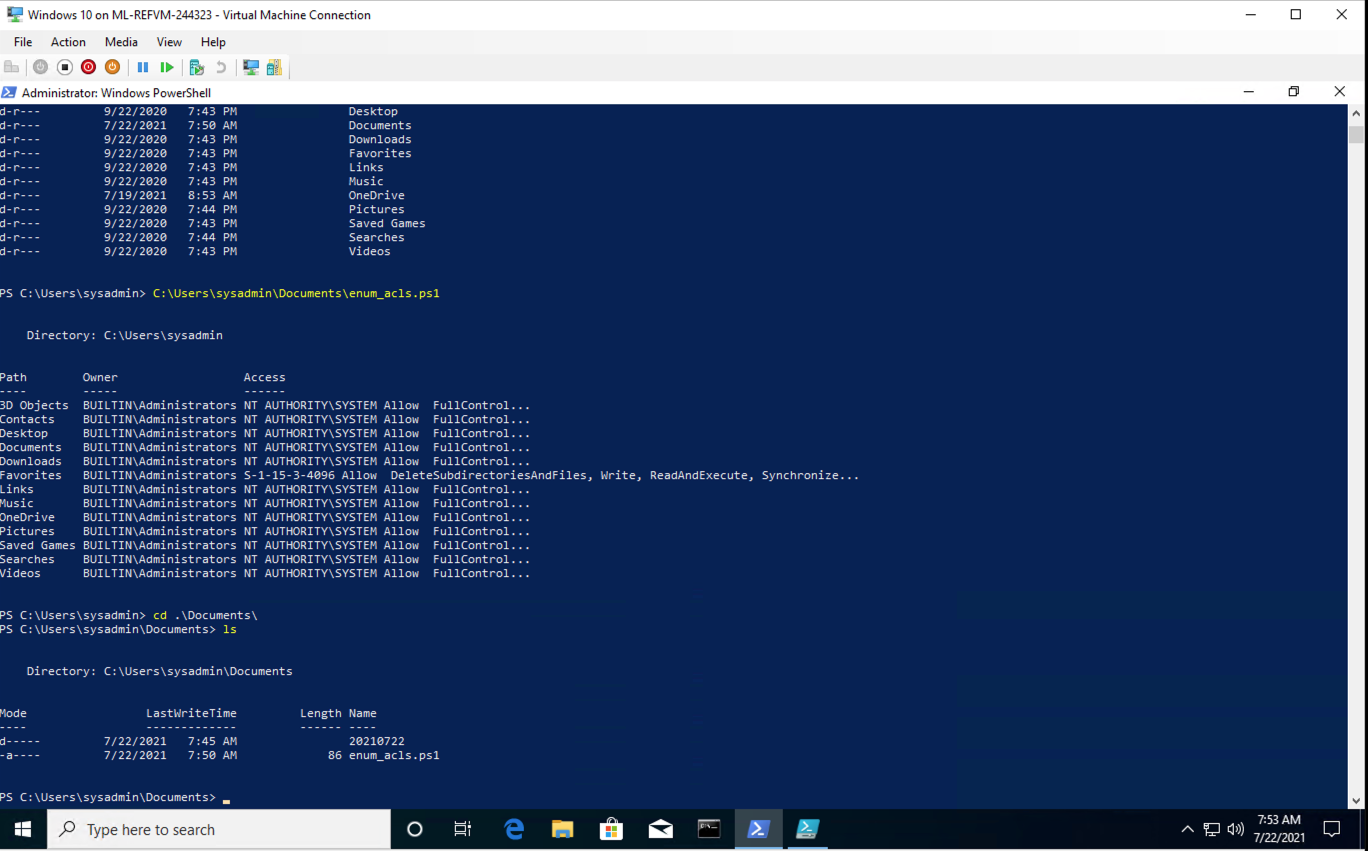 Windows 10 on ML-REFVM-244323 - Virtual Machine Connection
File Action Media View Help
Administrator: Windows PowerShell
d-r--- 9/22/2020 7:43 PM Desktop
d-r--- 7/22/2021 7:50 AM Documents
d-r--- 9/22/2020 7:43 PM Downloads
d-r--- 9/22/2020 7:43 PM Favorites
d-r--- 9/22/2020 7:43 PM Links
d-r--- 9/22/2020 7:43 PM Music
d-r--- 7/19/2021 8:53 AM OneDrive
d-r--- 9/22/2020 7:44 PM Pictures
d-r--- 9/22/2020 7:43 PM Saved Games
d-r--- 9/22/2020 7:44 PM Searches
d-r--- 9/22/2020 7:43 PM Videos
PS C:\Users\sysadmin> C:\Users\sysadmin\Documents\enum_acls.ps1
Directory: C:\Users\sysadmin
Path Owner Access
---- ----- ------
3D Objects BUILTIN\Administrators NT AUTHORITY\SYSTEM Allow FullControl...
Contacts BUILTIN\Administrators NT AUTHORITY\SYSTEM Allow FullControl...
Desktop BUILTIN\Administrators NT AUTHORITY\SYSTEM Allow FullControl...
Documents BUILTIN\Administrators NT AUTHORITY\SYSTEM Allow FullControl...
Downloads BUILTIN\Administrators NT AUTHORITY\SYSTEM Allow FullControl...
Favorites BUILTIN\Administrators S-1-15-3-4096 Allow DeleteSubdirectoriesAndFiles, Write, ReadAndExecute, Synchronize...
Links BUILTIN\Administrators NT AUTHORITY\SYSTEM Allow FullControl...
Music BUILTIN\Administrators NT AUTHORITY\SYSTEM Allow FullControl...
OneDrive BUILTIN\Administrators NT AUTHORITY\SYSTEM Allow FullControl...
Pictures BUILTIN\Administrators NT AUTHORITY\SYSTEM Allow FullControl...
Saved Games BUILTIN\Administrators NT AUTHORITY\SYSTEM Allow FullControl...
Searches BUILTIN\Administrators NT AUTHORITY\SYSTEM Allow FullControl...
Videos BUILTIN\Administrators NT AUTHORITY\SYSTEM Allow FullControl...
PS C:\Users\sysadmin> cd .\Documents\
PS C:\Users\sysadmin\Documents> ls
Directory: C:\Users\sysadmin\Documents
Mode LastWriteTime Length Name
---- ------------- ------ ----
d----- 7/22/2021 7:45 AM 20210722
-a---- 7/22/2021 7:50 AM 86 enum_acls.ps1
PS C:\Users\sysadmin\Documents> _
Type here to search
7:53 AM
7/22/2021